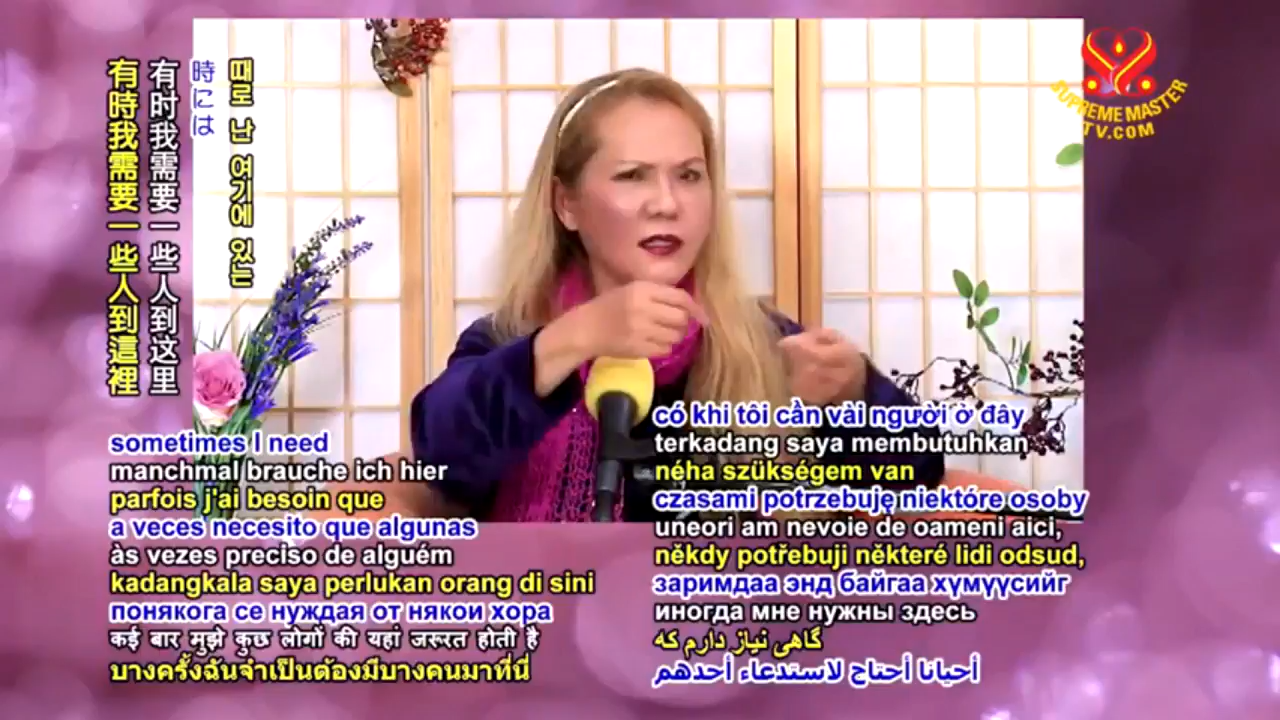 有時我需要一些人到這裡
有时我需要一些人到这里
時には
때로 난 여기에 있는
SUPREME MASTER
TV.COM
sometimes I need
manchmal brauche ich hier
parfois j'ai besoin que
a veces necesito que algunas
às vezes preciso de alguém
kadangkala saya perlukan orang di sini
понякога се нуждая от някои хора
कई बार मुझे कुछ लोगों की यहां जरूरत होती है
บางครั้งฉันจำเป็นต้องมีบางคนมาที่นี่
có khi tôi cần vài người ở đây
terkadang saya membutuhkan
néha szükségem van
czasami potrzebuję niektóre osoby
uneori am nevoie de oameni aici,
někdy potřebuji některé lidi odsud,
заримдаа энд байгаа хүмүүсийг
иногда мне нужны здесь
گاهی نیاز دارم که
أحيانا أحتاج لاستدعاء أحدهم